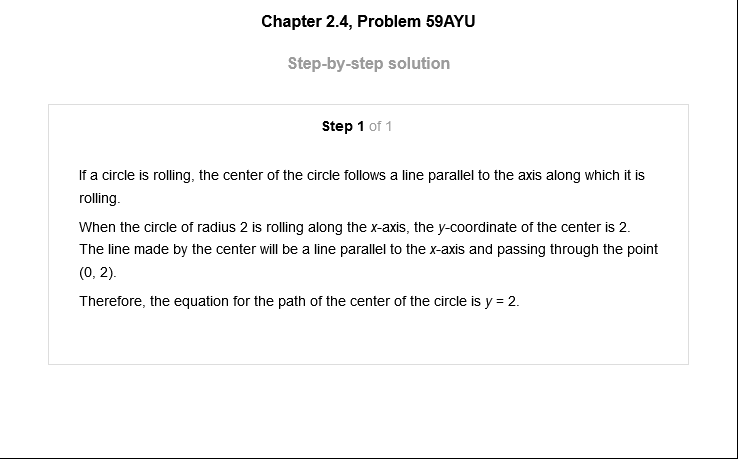 Chapter 2.4, Problem 59AYU
Step-by-step solution
Step 1 of 1
If a circle is rolling, the center of the circle follows a line parallel to the axis along which it is
rolling.
When the circle of radius 2 is rolling along the x-axis, the y-coordinate of the center is 2.
The line made by the center will be a line parallel to the x-axis and passing through the point
(0, 2).
Therefore, the equation for the path of the center of the circle is y = 2.